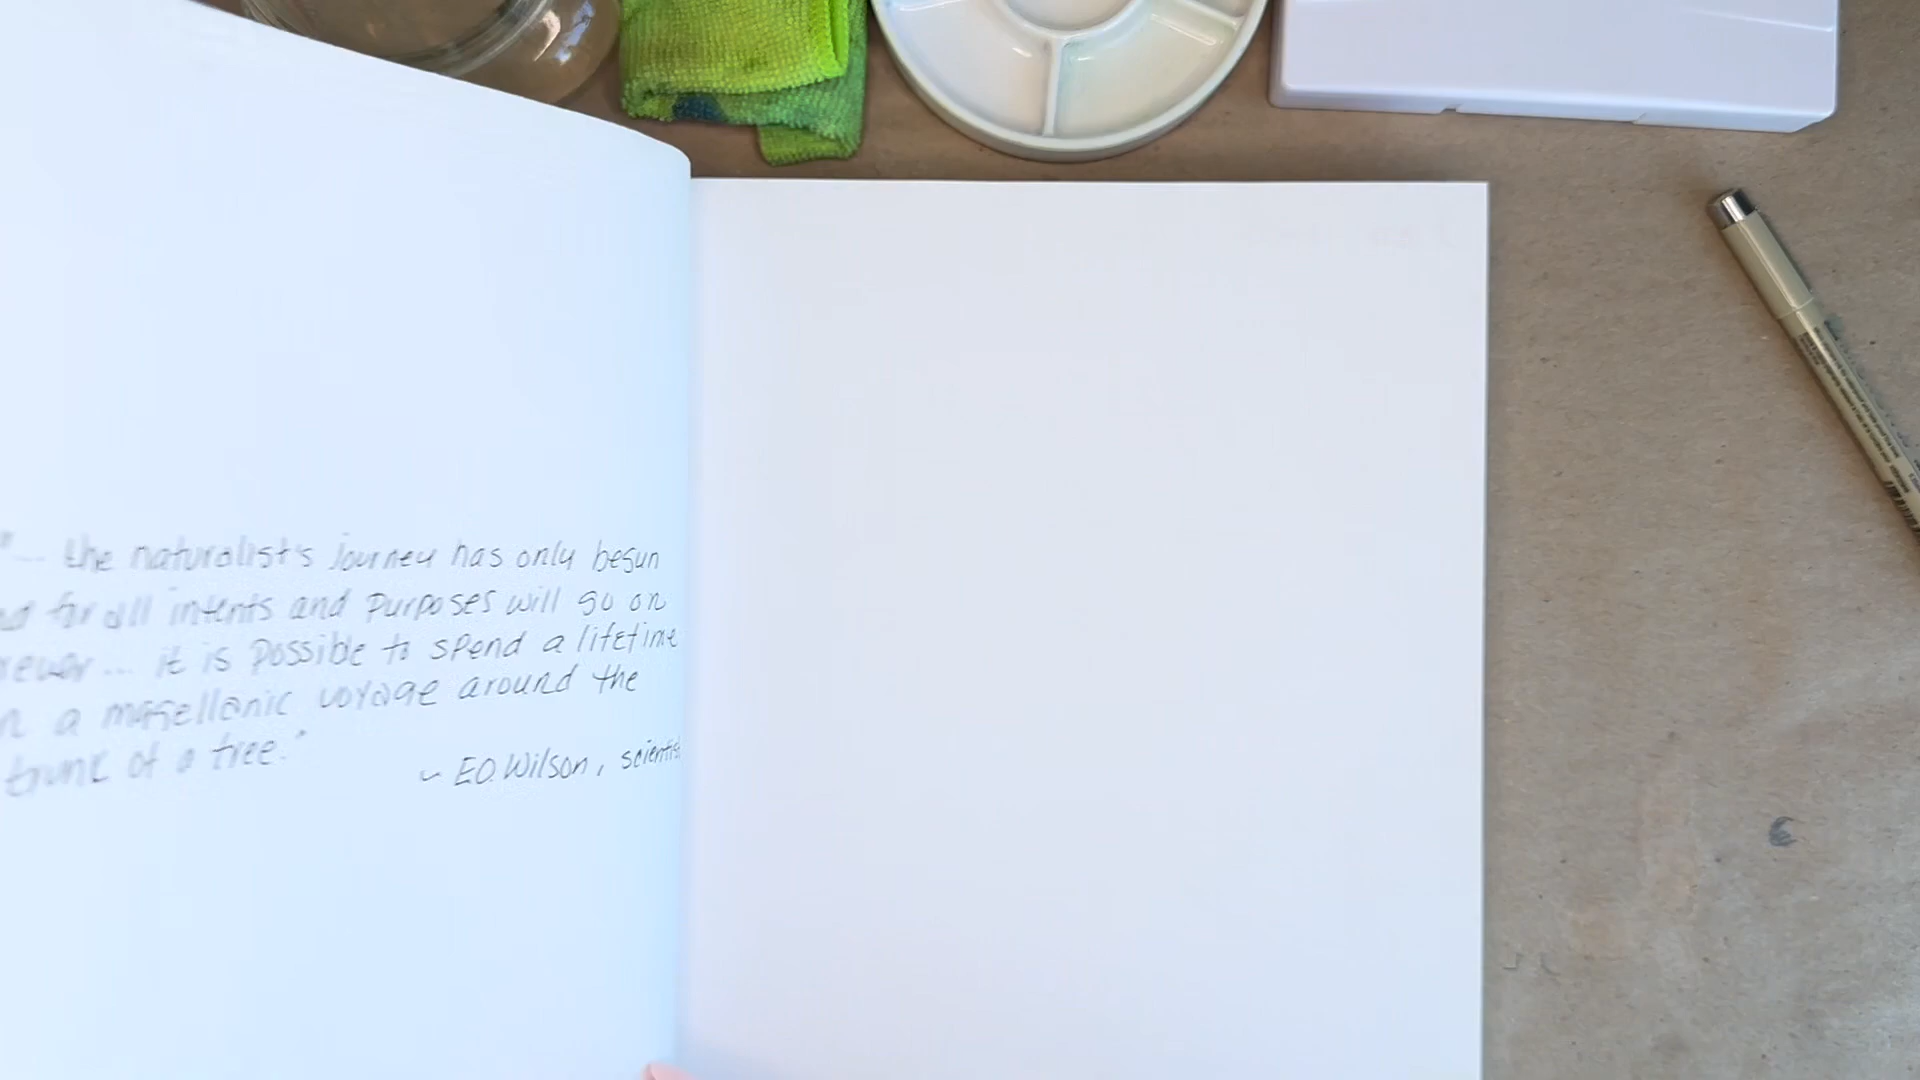 "... the naturalist's journey has only begun
for all intents and purposes will go on
... it is possible to spend a lifetime
a magellanic voyage around the
trunk of a tree."
~ E.O. Wilson, scientist